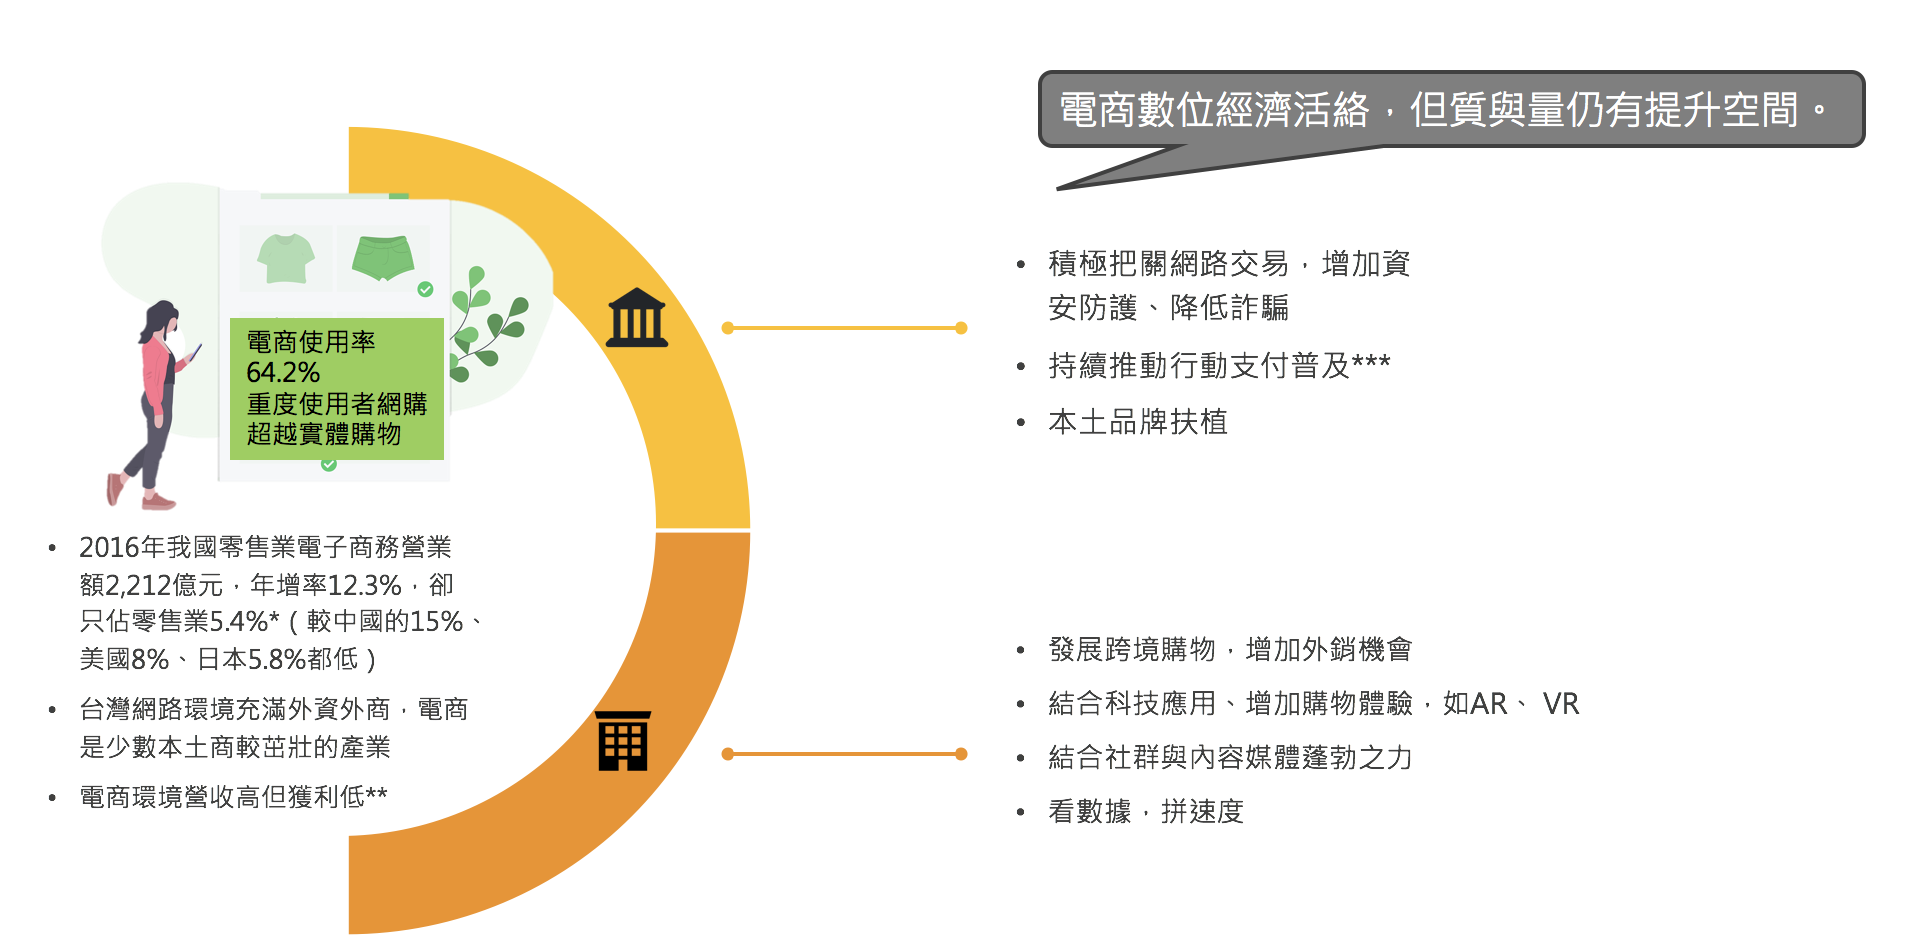 電商數位經濟活絡，但質與量仍有提升空間。
電商使用率
64.2%
重度使用者網購
超越實體購物
• 2016年我國零售業電子商務營業
額2,212億元，年增率12.3%，卻
只佔零售業5.4%*（較中國的15%、
美國8%、日本5.8%都低）
• 台灣網路環境充滿外資外商，電商
是少數本土商較茁壯的產業
• 電商環境營收高但獲利低**
• 積極把關網路交易，增加資
安防護、降低詐騙
• 持續推動行動支付普及***
• 本土品牌扶植
• 發展跨境購物，增加外銷機會
• 結合科技應用、增加購物體驗，如AR、 VR
• 結合社群與內容媒體蓬勃之力
• 看數據，拼速度